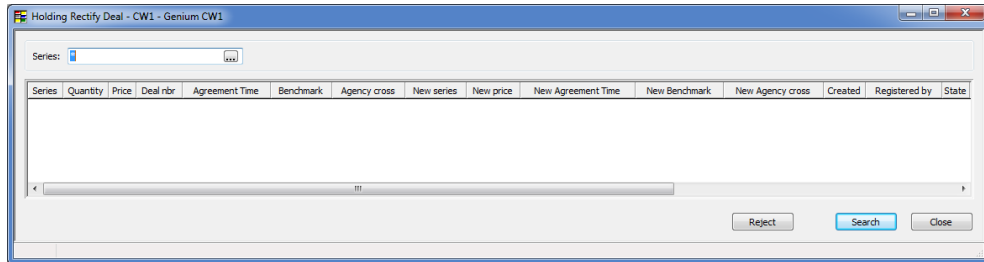 Holding Rectify Deal - CW1 - Genium CW1
Series: * ...
Series Quantity Price Deal nbr Agreement Time Benchmark Agency cross New series New price New Agreement Time New Benchmark New Agency cross Created Registered by State
Reject Search Close